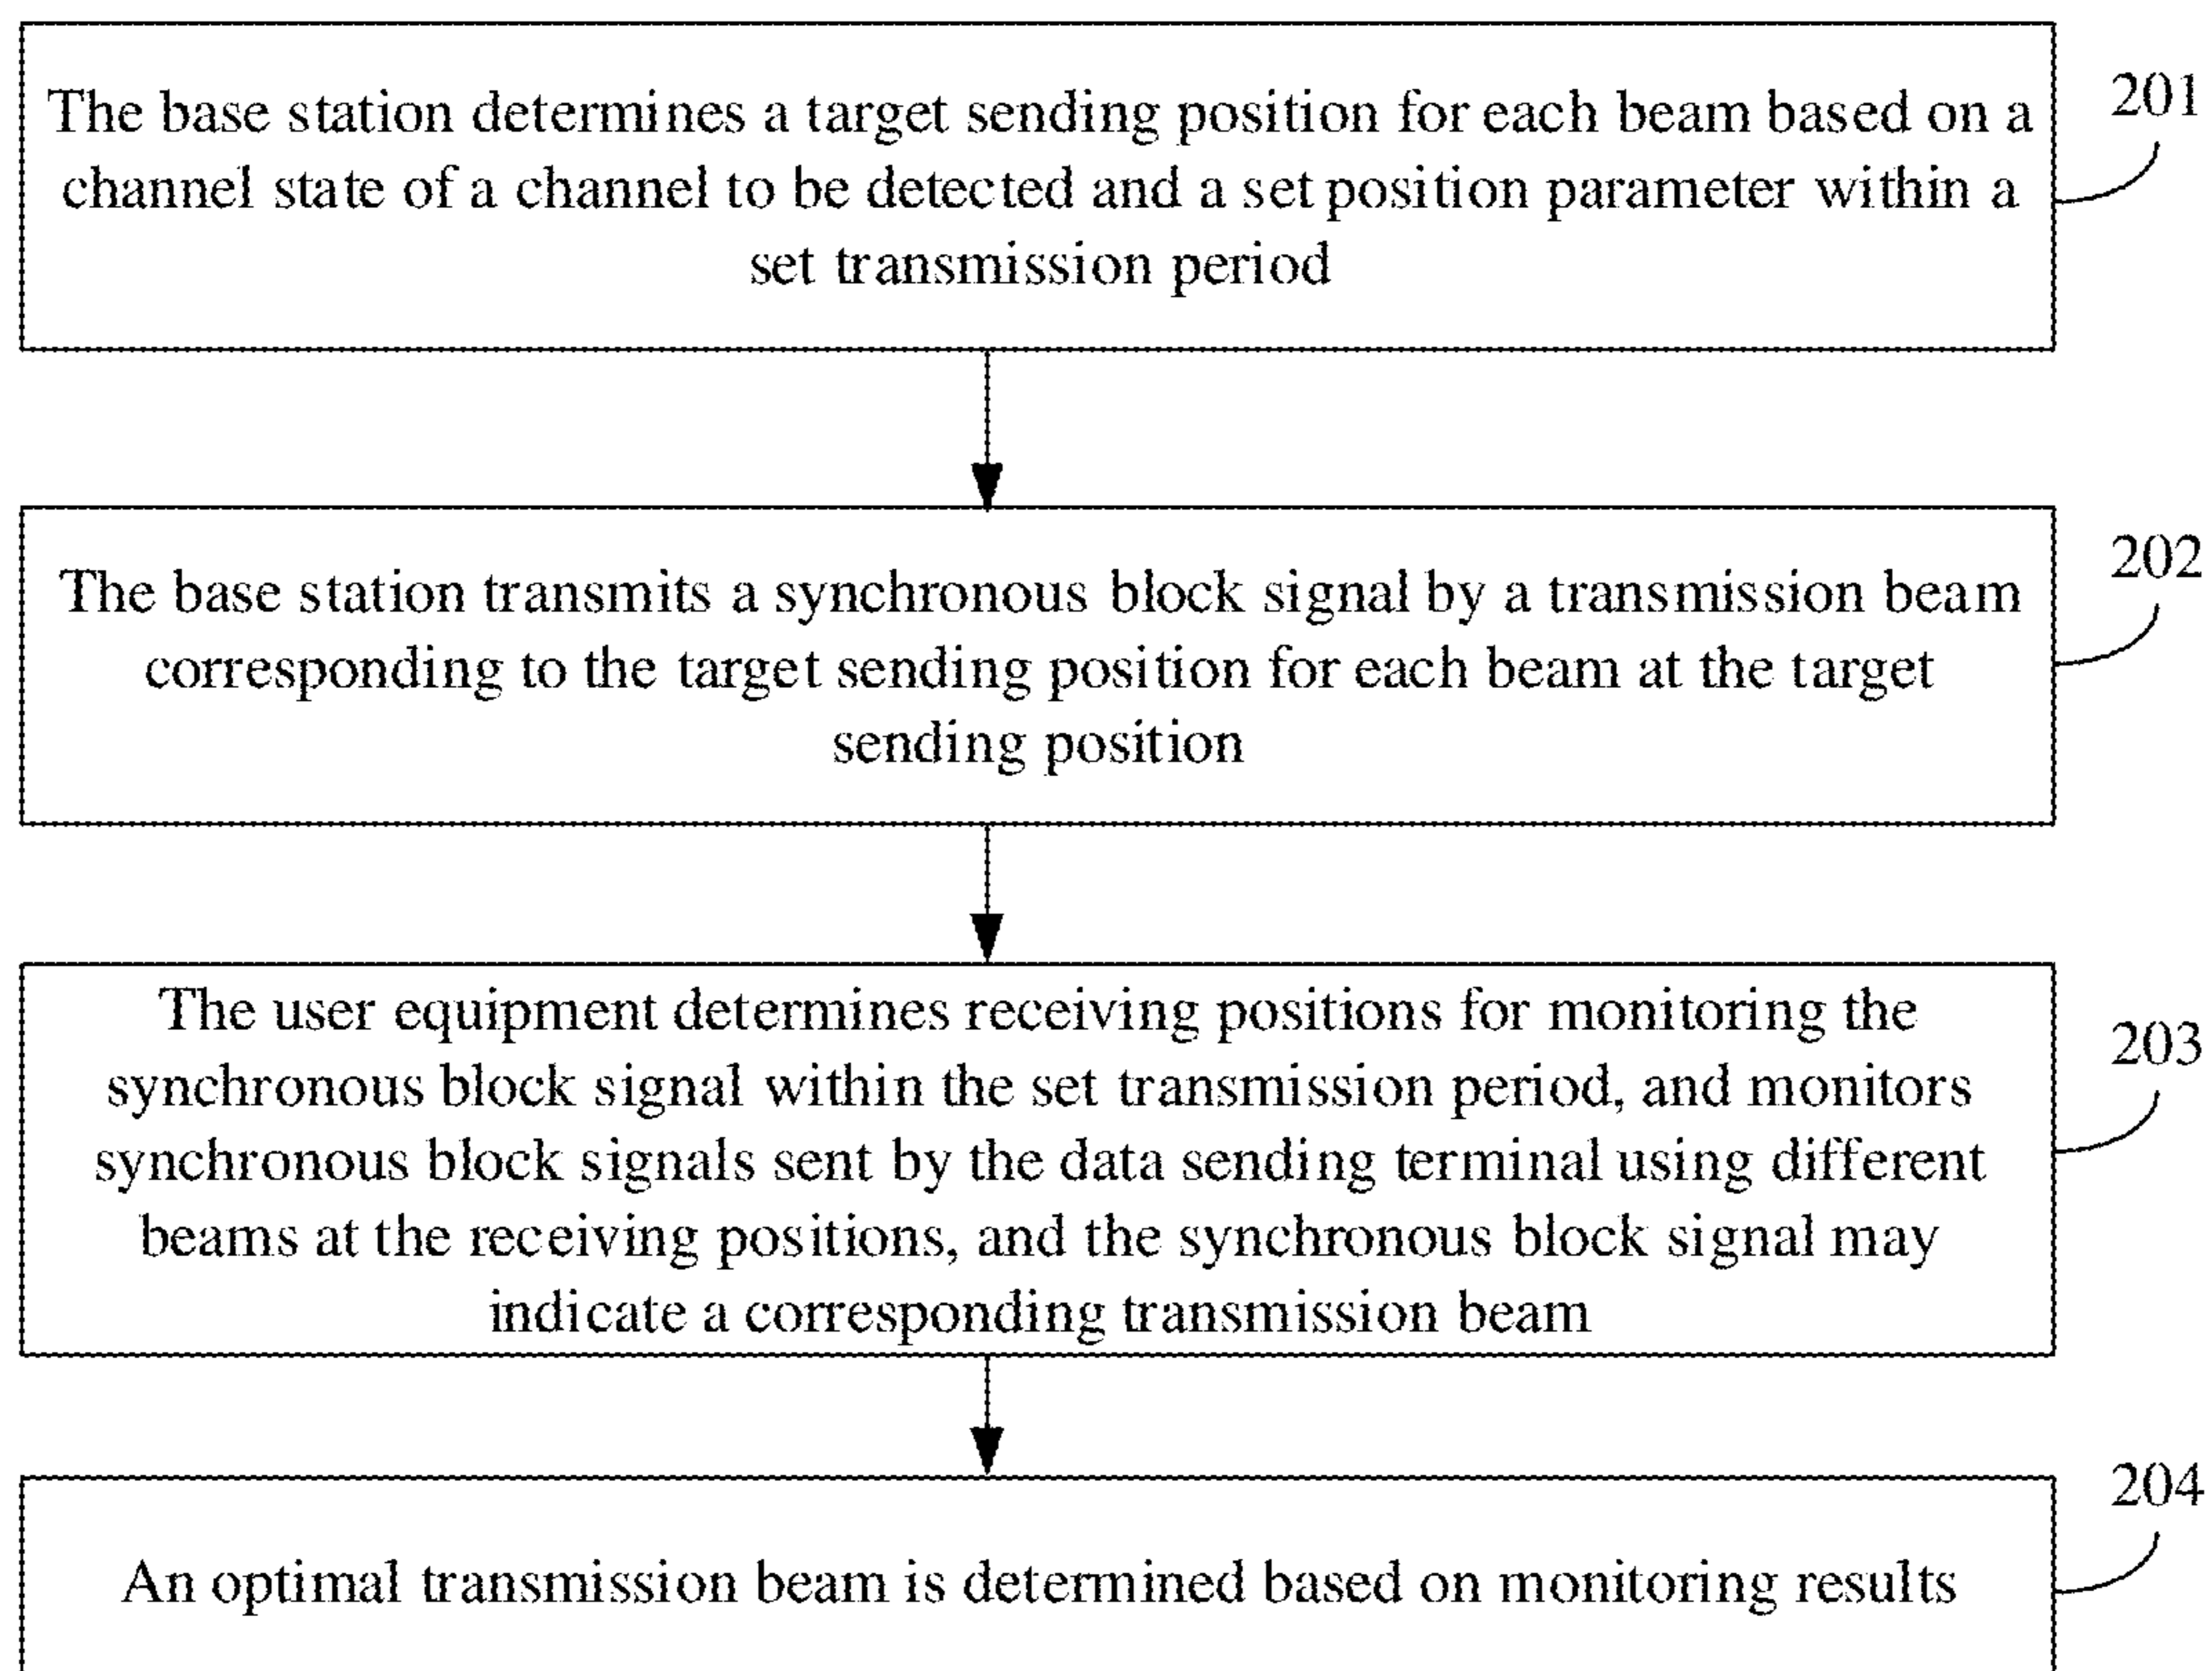 The base station determines a target sending position for each beam based on a
channel state of a channel to be detected and a set position parameter within a
set transmission period
201
The base station transmits a synchronous block signal by a transmission beam
corresponding to the target sending position for each beam at the target
sending position
202
The user equipment determines receiving positions for monitoring the
synchronous block signal within the set transmission period, and monitors
synchronous block signals sent by the data sending terminal using different
beams at the receiving positions, and the synchronous block signal may
indicate a corresponding transmission beam
203
An optimal transmission beam is determined based on monitoring results
204